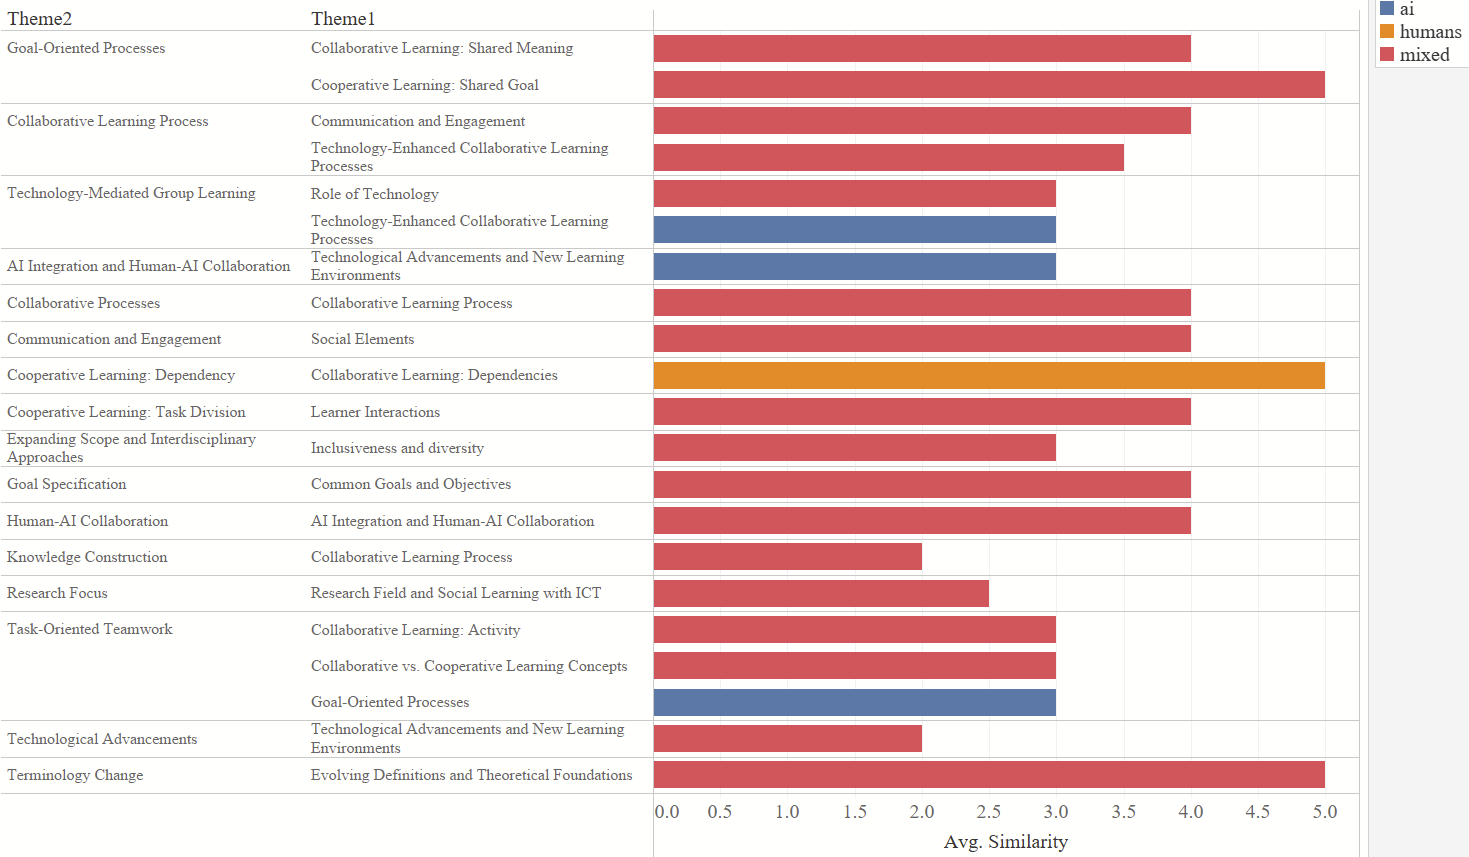 Theme2 Theme1
ai
humans
mixed
Goal-Oriented Processes Collaborative Learning: Shared Meaning
Cooperative Learning: Shared Goal
Collaborative Learning Process Communication and Engagement
Technology-Enhanced Collaborative Learning
Processes
Technology-Mediated Group Learning Role of Technology
Technology-Enhanced Collaborative Learning
Processes
AI Integration and Human-AI Collaboration Technological Advancements and New Learning
Environments
Collaborative Processes Collaborative Learning Process
Communication and Engagement Social Elements
Cooperative Learning: Dependency Collaborative Learning: Dependencies
Cooperative Learning: Task Division Learner Interactions
Expanding Scope and Interdisciplinary
Approaches Inclusiveness and diversity
Goal Specification Common Goals and Objectives
Human-AI Collaboration AI Integration and Human-AI Collaboration
Knowledge Construction Collaborative Learning Process
Research Focus Research Field and Social Learning with ICT
Task-Oriented Teamwork Collaborative Learning: Activity
Collaborative vs. Cooperative Learning Concepts
Goal-Oriented Processes
Technological Advancements Technological Advancements and New Learning
Environments
Terminology Change Evolving Definitions and Theoretical Foundations
0.0 0.5 1.0 1.5 2.0 2.5 3.0 3.5 4.0 4.5 5.0
Avg. Similarity